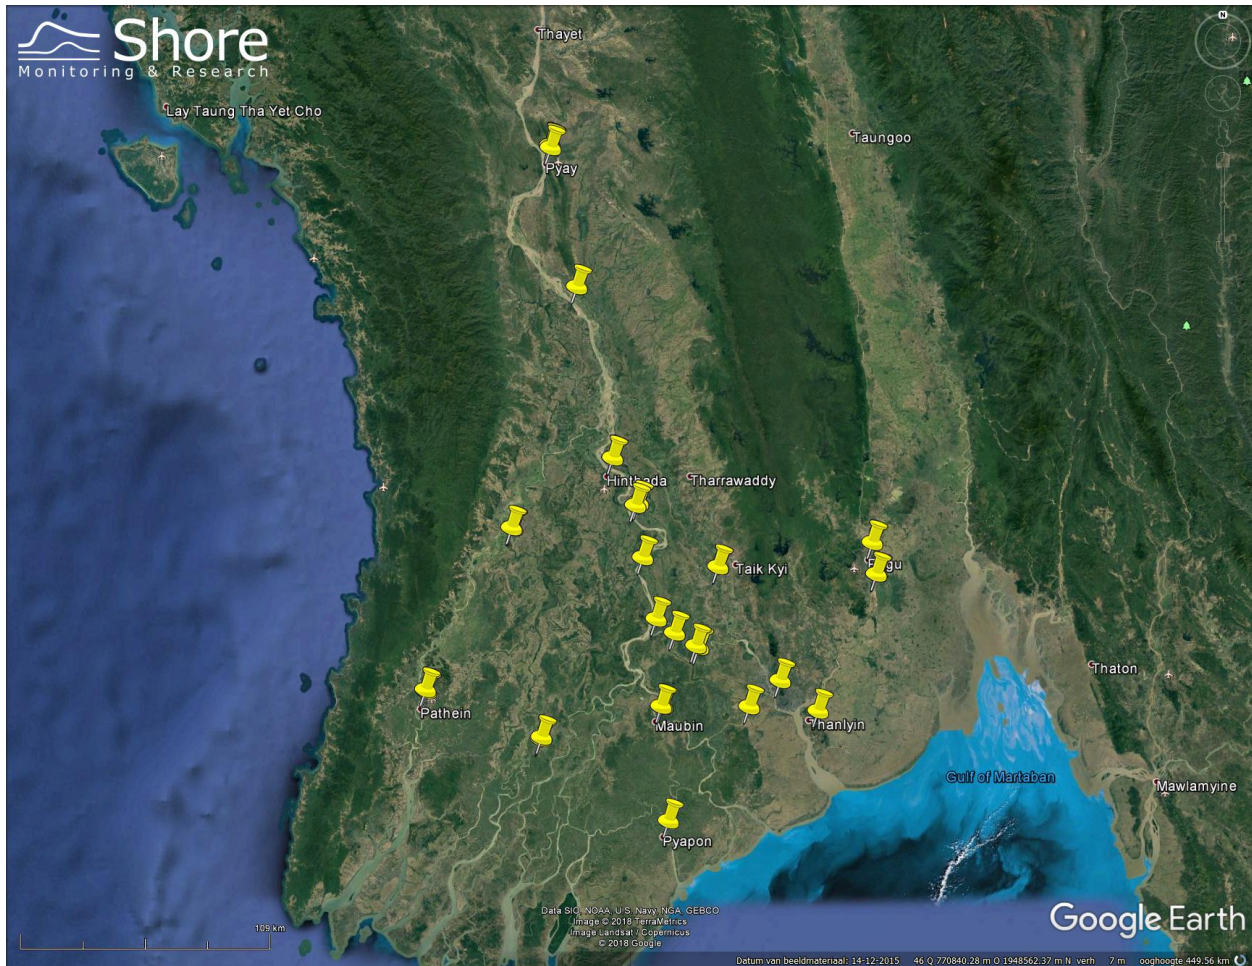 Shore
Monitoring & Research
N
Thayet
Lay Taung Tha Yet Cho
Taungoo
Pyay
Hinthada
Tharrawaddy
Taik Kyi
Thaton
Pathein
Maubin
Thanlyin
Gulf of Martaban
Mawlamyine
Pyapon
Data SIO, NOAA, U.S. Navy, NGA, GEBCO
Image © 2018 TerraMetrics
Image Landsat / Copernicus
© 2018 Google
109 km
Google Earth
Datum van beeldmateriaal: 14-12-2015 46 Q 770840.28 m O 1948562.37 m N verh 7 m ooghoogte 449.56 km